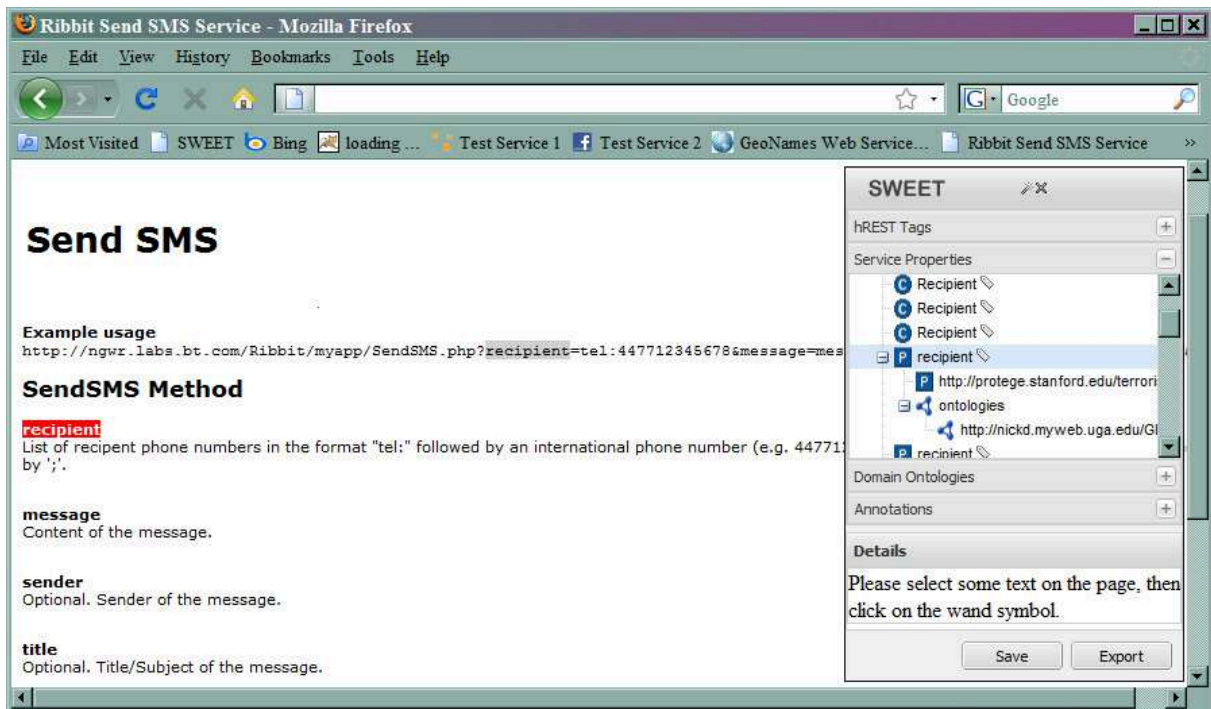 Ribbit Send SMS Service - Mozilla Firefox
File Edit View History Bookmarks Tools Help
G Google
Most Visited SWEET Bing loading ... Test Service 1 Test Service 2 GeoNames Web Service... Ribbit Send SMS Service »
Send SMS
Example usage
http://ngwr.labs.bt.com/Ribbit/myapp/SendSMS.php?recipient=tel:447712345678&message=mes
SendSMS Method
recipient
List of recipent phone numbers in the format "tel:" followed by an international phone number (e.g. 44771
by ';'.
message
Content of the message.
sender
Optional. Sender of the message.
title
Optional. Title/Subject of the message.
SWEET
hREST Tags
Service Properties
C Recipient
C Recipient
C Recipient
P recipient
P http://protege.stanford.edu/terrori
ontologies
http://nickd.myweb.uga.edu/Gl
P recipient
Domain Ontologies
Annotations
Details
Please select some text on the page, then
click on the wand symbol.
Save Export